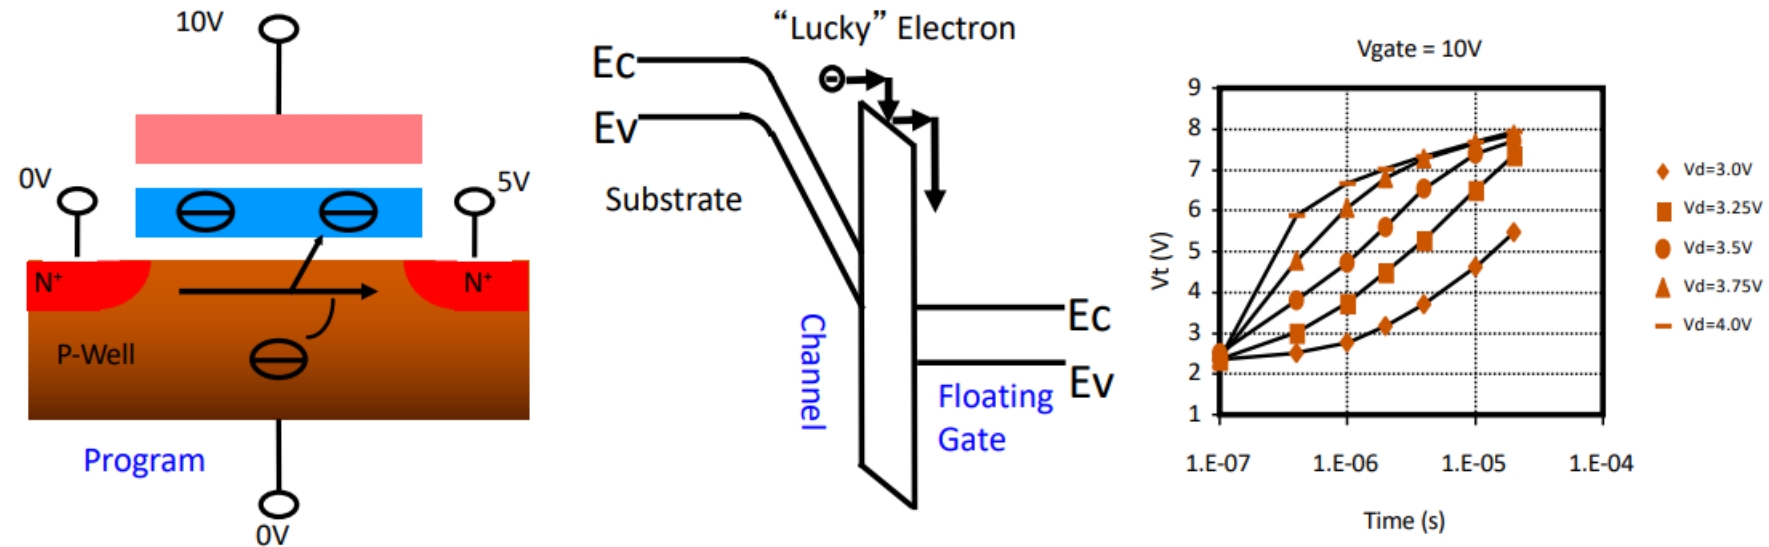 10V
0V
5V
N⁺
N⁺
P-Well
Program
0V
“Lucky” Electron
Ec
Ev
Substrate
Channel
Ec
Ev
Floating
Gate
Vgate = 10V
Vt (V)
9
8
7
6
5
4
3
2
1
1.E-07 1.E-06 1.E-05 1.E-04
Time (s)
Vd=3.0V
Vd=3.25V
Vd=3.5V
Vd=3.75V
Vd=4.0V